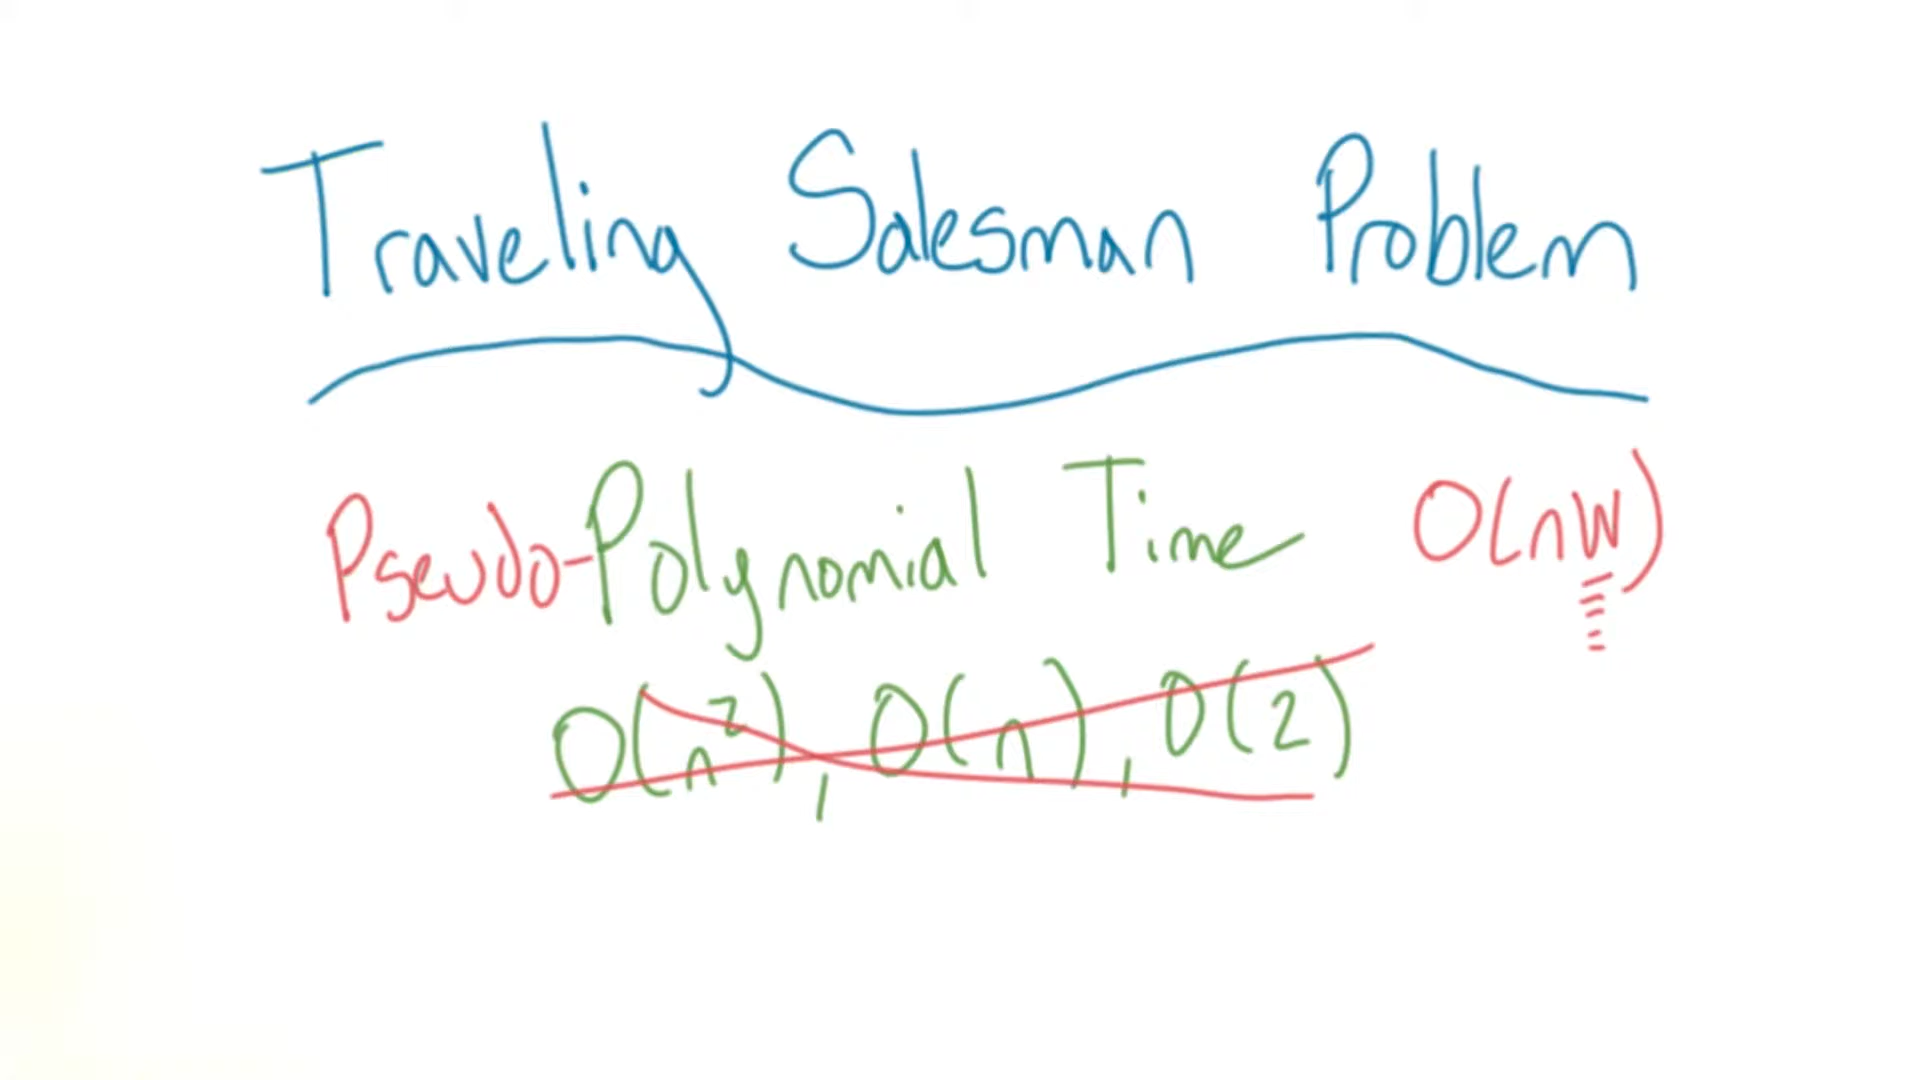 Traveling Salesman Problem
Pseudo-Polynomial Time O(nW)
O(n²), O(n), O(2)